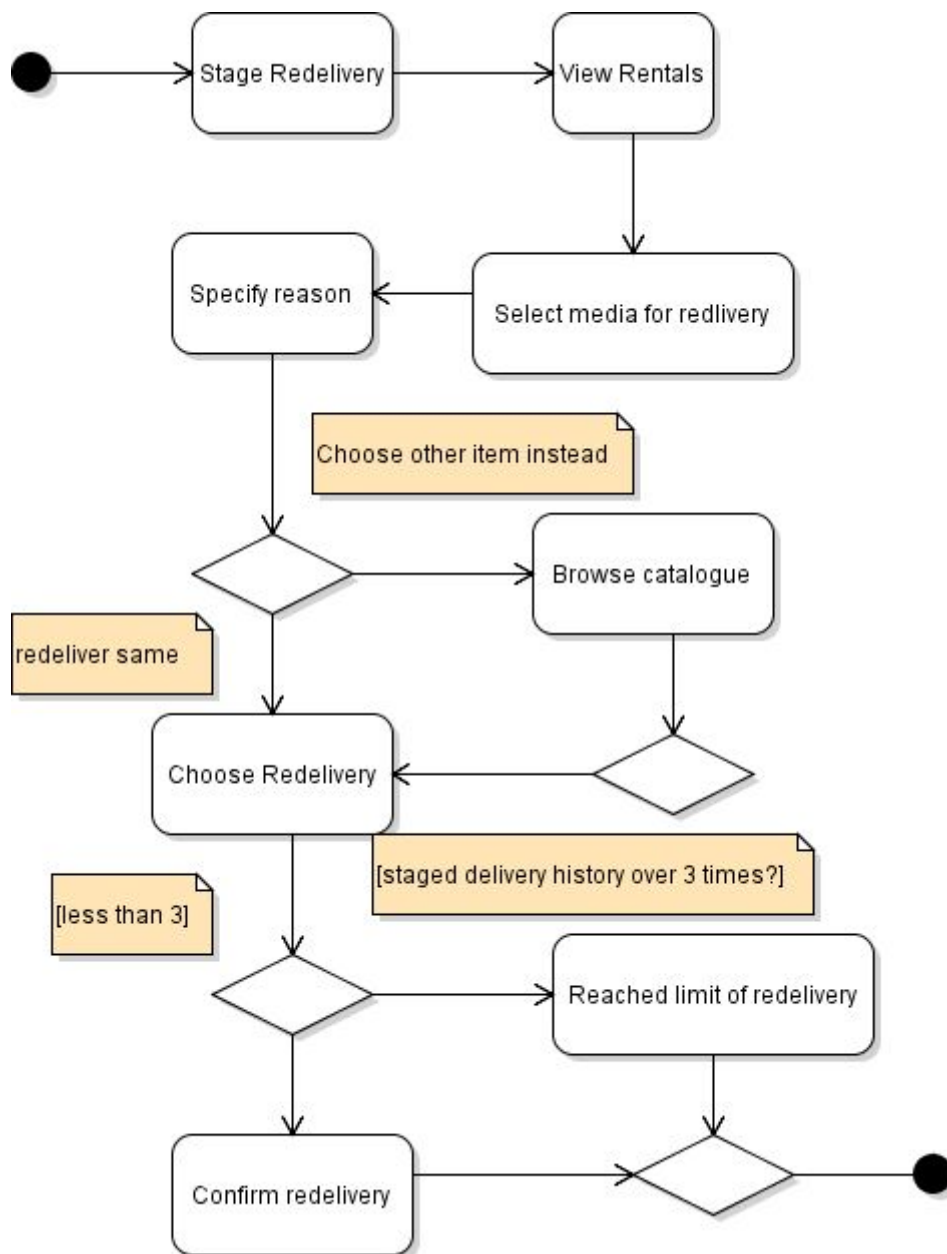 Stage Redelivery
View Rentals
Specify reason
Select media for redlivery
Choose other item instead
Browse catalogue
redeliver same
Choose Redelivery
[staged delivery history over 3 times?]
[less than 3]
Reached limit of redelivery
Confirm redelivery